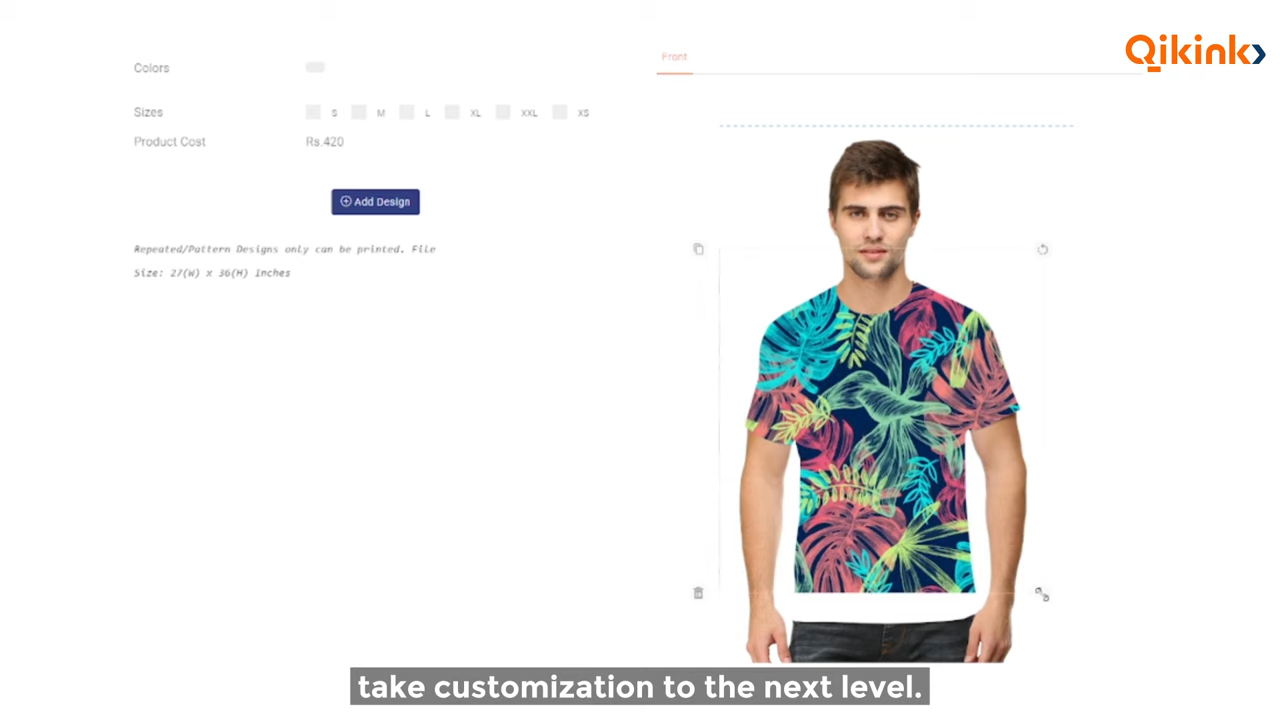 Qikink
Front
Colors
Sizes S M L XL XXL XS
Product Cost Rs.420
Add Design
Repeated/Pattern Designs only can be printed. File
Size: 27(W) x 36(H) Inches
take customization to the next level.